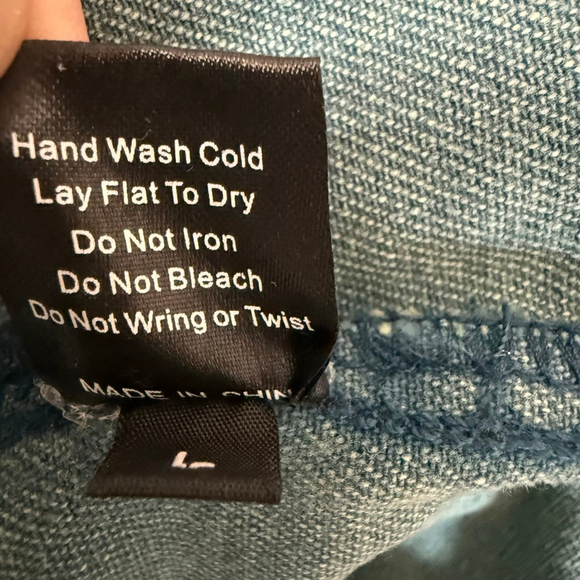 Hand Wash Cold
Lay Flat To Dry
Do Not Iron
Do Not Bleach
Do Not Wring or Twist
MADE IN CHIN
L